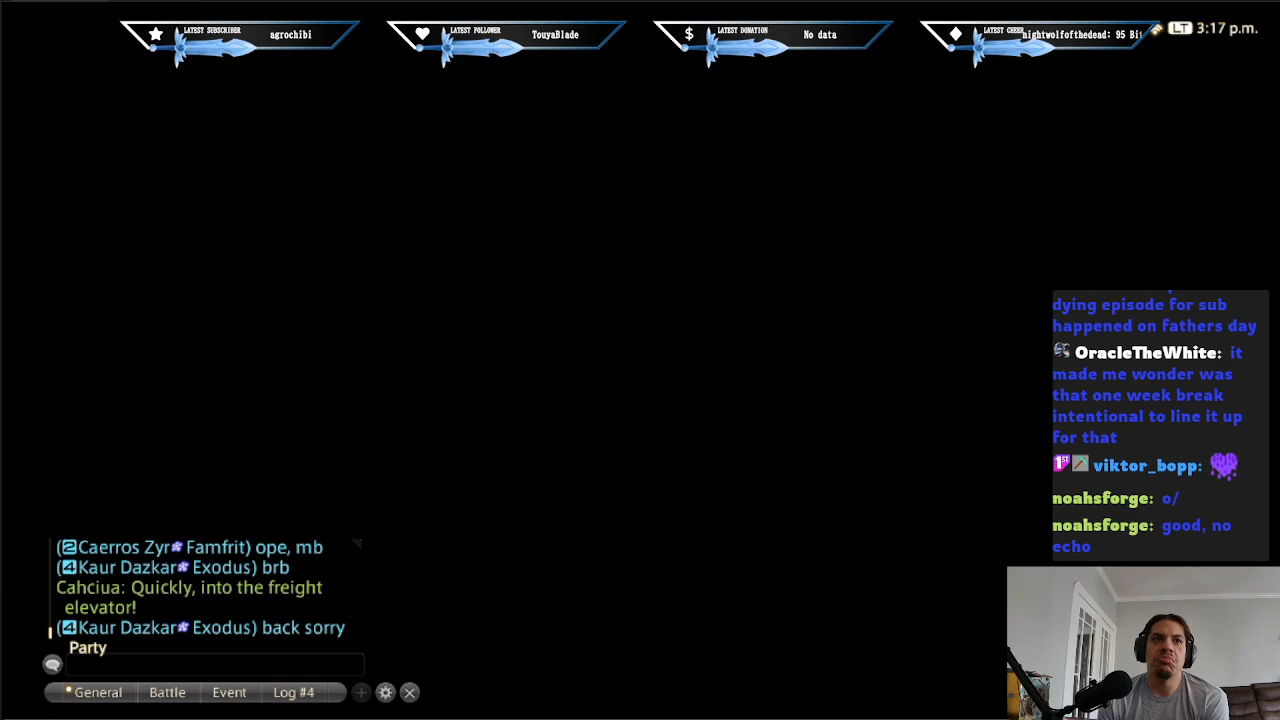 LATEST SUBSCRIBER agrochibi
LATEST FOLLOWER TouyaBlade
$ LATEST DONATION No data
LATEST CHEER nightwolfofthedead: 95 Bit
LT 3:17 p.m.
dying episode for sub
happened on fathers day
OracleTheWhite: it
made me wonder was
that one week break
intentional to line it up
for that
1ST viktor_bopp:
noahsforge: o/
noahsforge: good, no
echo
(2Caerros Zyr Famfrit) ope, mb
(4Kaur Dazkar Exodus) brb
Cahciua: Quickly, into the freight
elevator!
(4Kaur Dazkar Exodus) back sorry
Party
General Battle Event Log #4